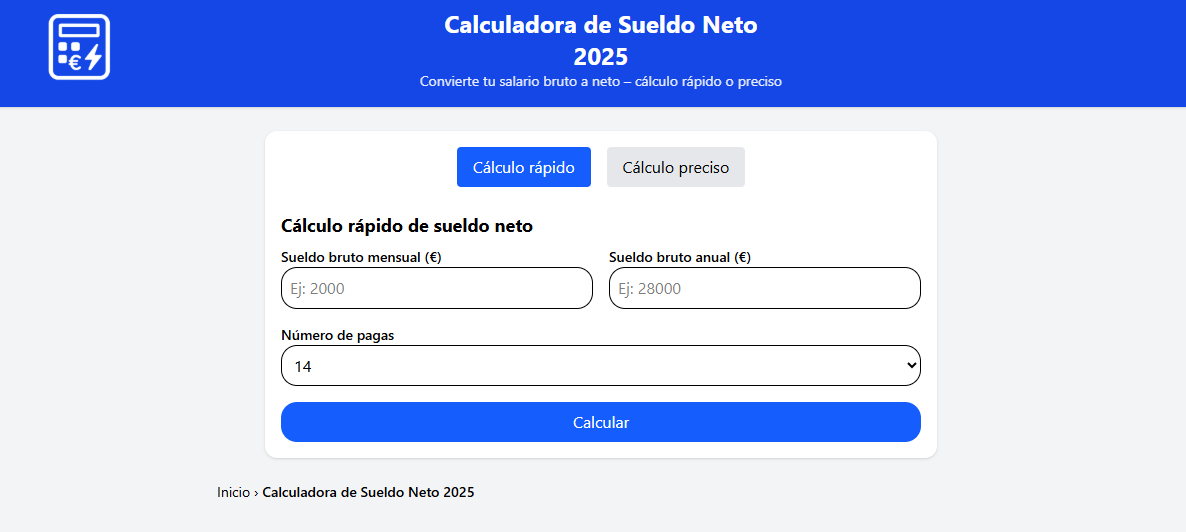 €
Calculadora de Sueldo Neto
2025
Convierte tu salario bruto a neto – cálculo rápido o preciso
Cálculo rápido
Cálculo preciso
Cálculo rápido de sueldo neto
Sueldo bruto mensual (€)
Sueldo bruto anual (€)
Ej: 2000
Ej: 28000
Número de pagas
14
Calcular
Inicio › Calculadora de Sueldo Neto 2025